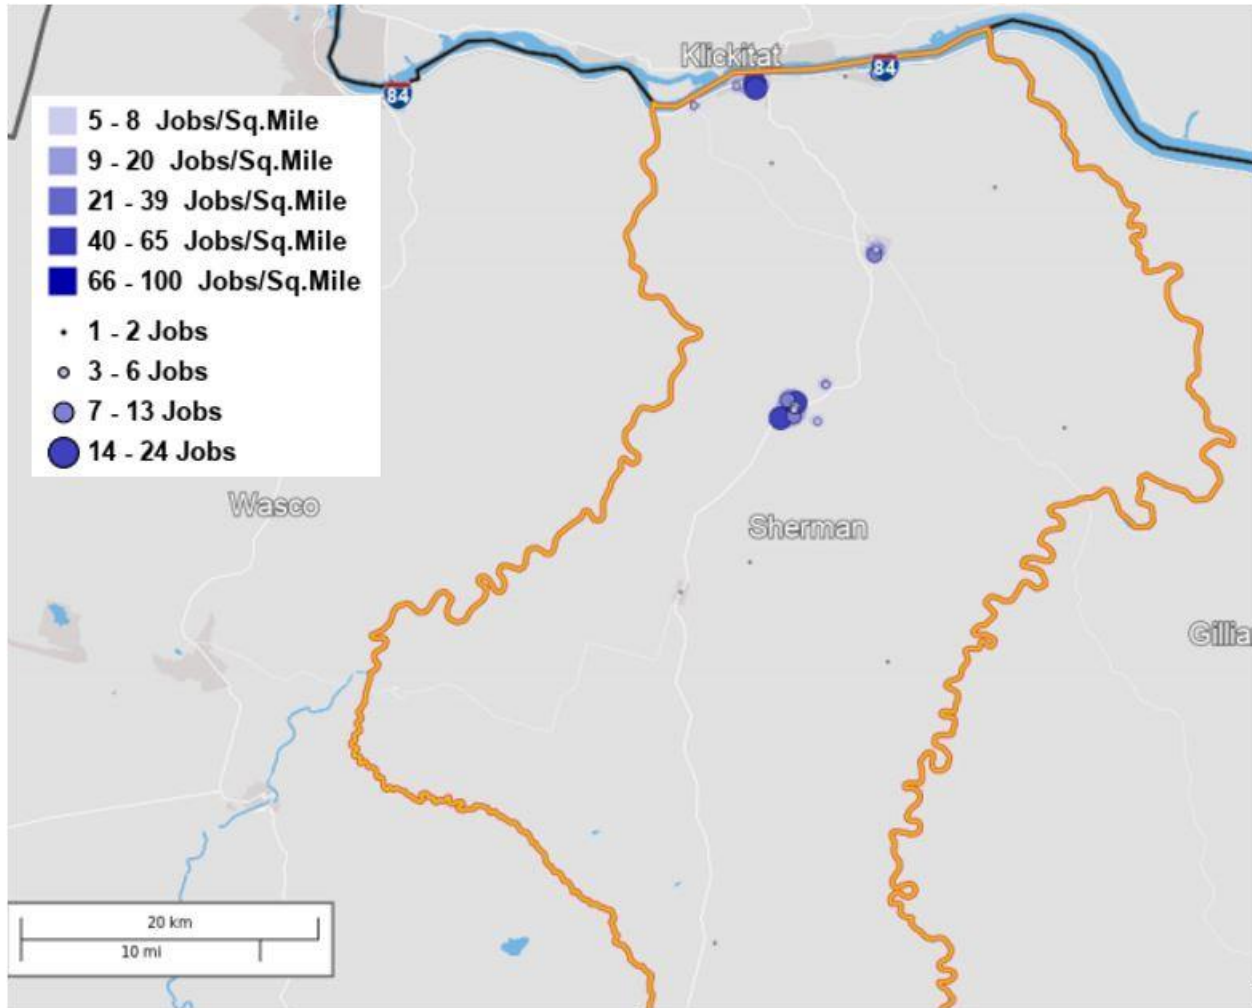 Klickitat
84
84
5 - 8 Jobs/Sq.Mile
9 - 20 Jobs/Sq.Mile
21 - 39 Jobs/Sq.Mile
40 - 65 Jobs/Sq.Mile
66 - 100 Jobs/Sq.Mile
1 - 2 Jobs
3 - 6 Jobs
7 - 13 Jobs
14 - 24 Jobs
Wasco
Sherman
Gillia
20 km
10 mi